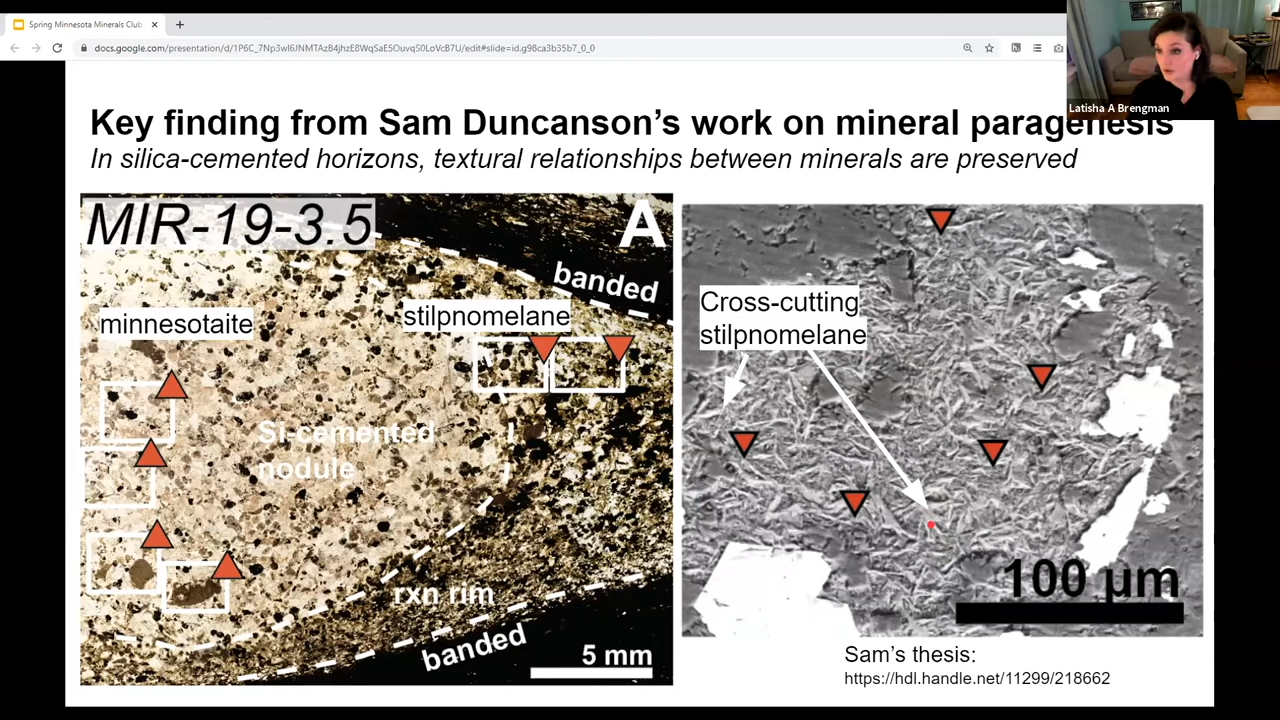 Spring Minnesota Minerals Club
docs.google.com/presentation/d/1P6C_7Np3wI6JNMTAzB4jhzE8WqSaE5OuvqS0LoVcB7U/edit#slide=id.g98ca3b35b7_0_0
Latisha A Brengman
Key finding from Sam Duncanson's work on mineral paragenesis
In silica-cemented horizons, textural relationships between minerals are preserved
MIR-19-3.5
A
banded
minnesotaite
stilpnomelane
Si-cemented
nodule
rxn rim
banded
5 mm
Cross-cutting
stilpnomelane
100 µm
Sam's thesis:
https://hdl.handle.net/11299/218662